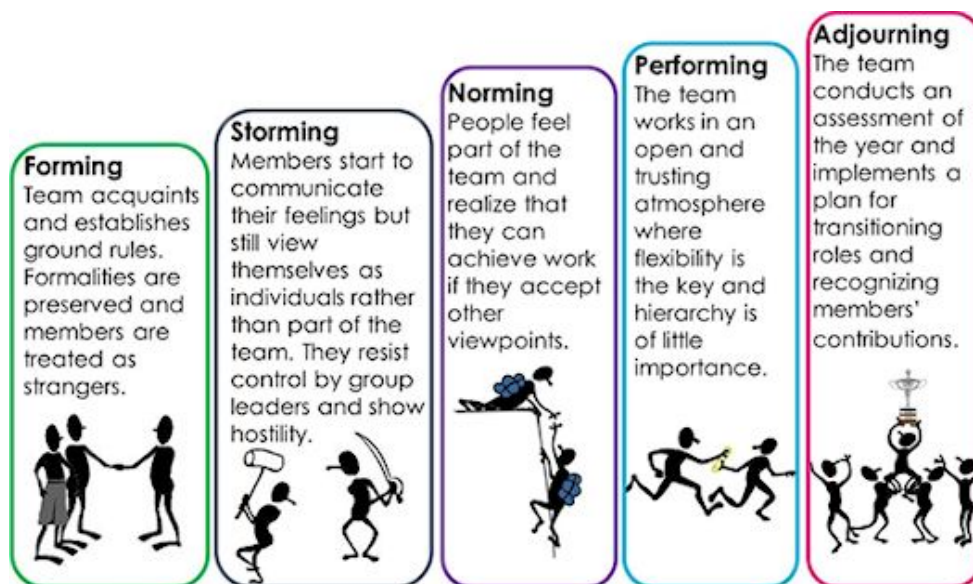 Forming
Team acquaints
and establishes
ground rules.
Formalities are
preserved and
members are
treated as
strangers.
Storming
Members start to
communicate
their feelings but
still view
themselves as
individuals rather
than part of the
team. They resist
control by group
leaders and show
hostility.
Norming
People feel
part of the
team and
realize that
they can
achieve work
if they accept
other
viewpoints.
Performing
The team
works in an
open and
trusting
atmosphere
where
flexibility is
the key and
hierarchy is
of little
importance.
Adjourning
The team
conducts an
assessment of
the year and
implements a
plan for
transitioning
roles and
recognizing
members'
contributions.